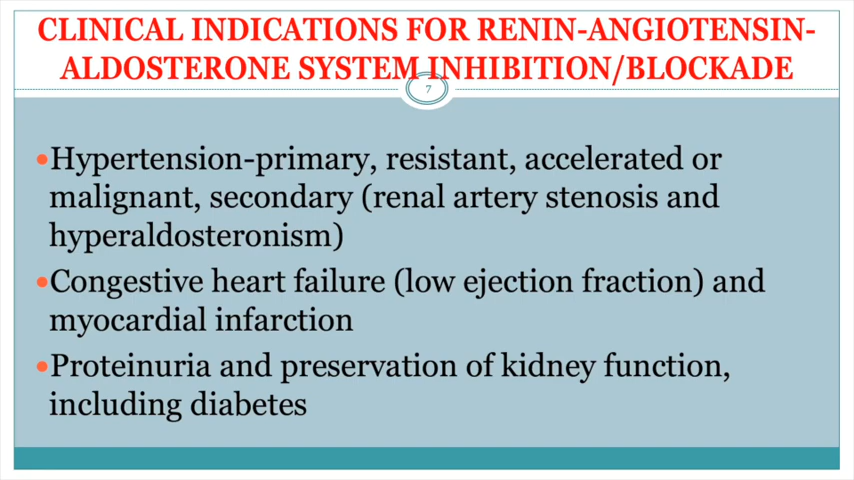 CLINICAL INDICATIONS FOR RENIN-ANGIOTENSIN-
ALDOSTERONE SYSTEM INHIBITION/BLOCKADE
7
•Hypertension-primary, resistant, accelerated or
malignant, secondary (renal artery stenosis and
hyperaldosteronism)
•Congestive heart failure (low ejection fraction) and
myocardial infarction
•Proteinuria and preservation of kidney function,
including diabetes